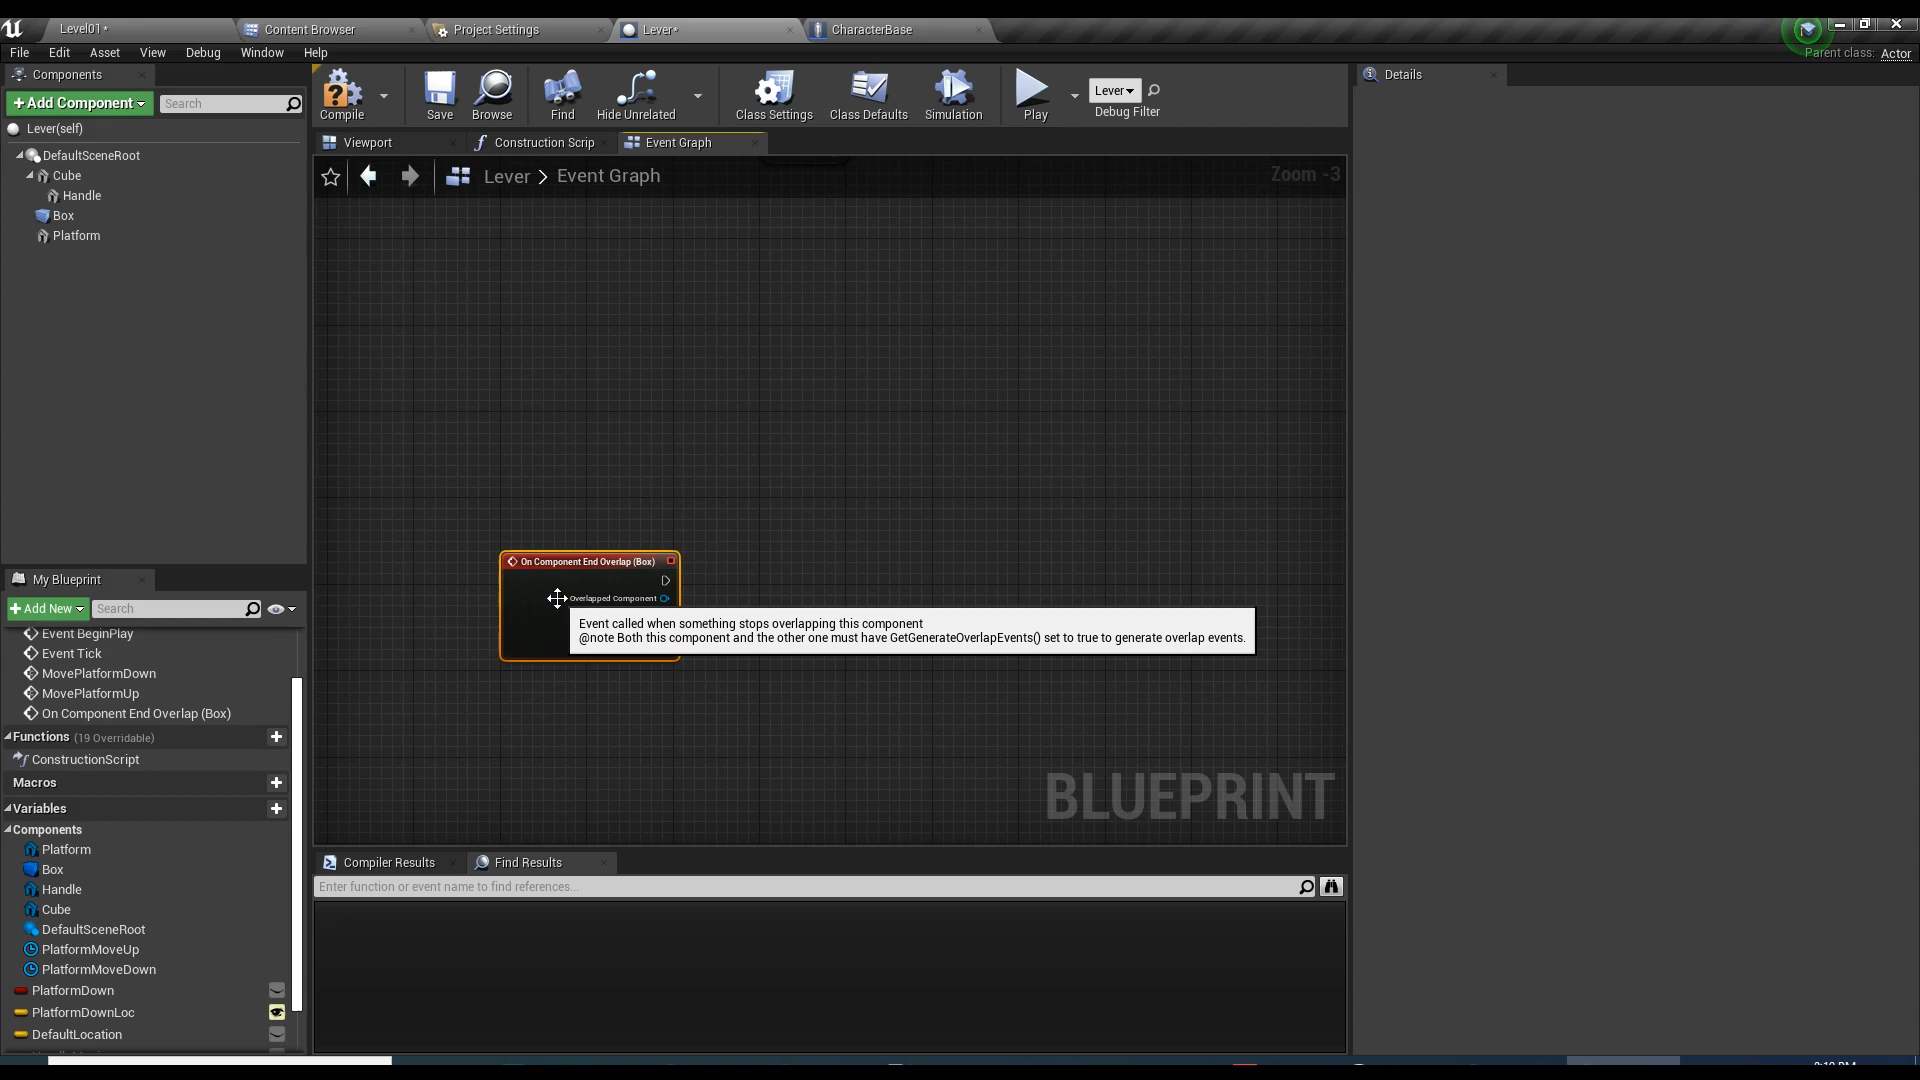 Level01*
Content Browser
Project Settings
Lever*
CharacterBase
File Edit Asset View Debug Window Help
Parent class: Actor
Components
+Add Component
Search
Lever(self)
DefaultSceneRoot
Cube
Handle
Box
Platform
Compile
Save
Browse
Find
Hide Unrelated
Class Settings
Class Defaults
Simulation
Play
Lever
Debug Filter
Details
Viewport
Construction Scrip
Event Graph
Lever > Event Graph
Zoom -3
On Component End Overlap (Box)
Overlapped Component
Event called when something stops overlapping this component
@note Both this component and the other one must have GetGenerateOverlapEvents() set to true to generate overlap events.
BLUEPRINT
My Blueprint
+Add New
Search
Event BeginPlay
Event Tick
MovePlatformDown
MovePlatformUp
On Component End Overlap (Box)
Functions (19 Overridable)
ConstructionScript
Macros
Variables
Components
Platform
Box
Handle
Cube
DefaultSceneRoot
PlatformMoveUp
PlatformMoveDown
PlatformDown
PlatformDownLoc
DefaultLocation
Compiler Results
Find Results
Enter function or event name to find references...